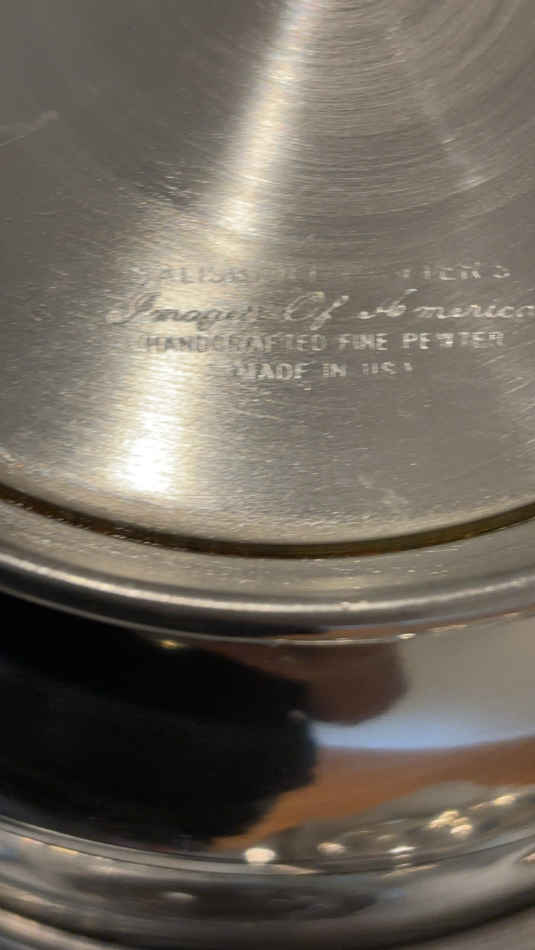 Images Of America
HANDCRAFTED FINE PEWTER
MADE IN USA